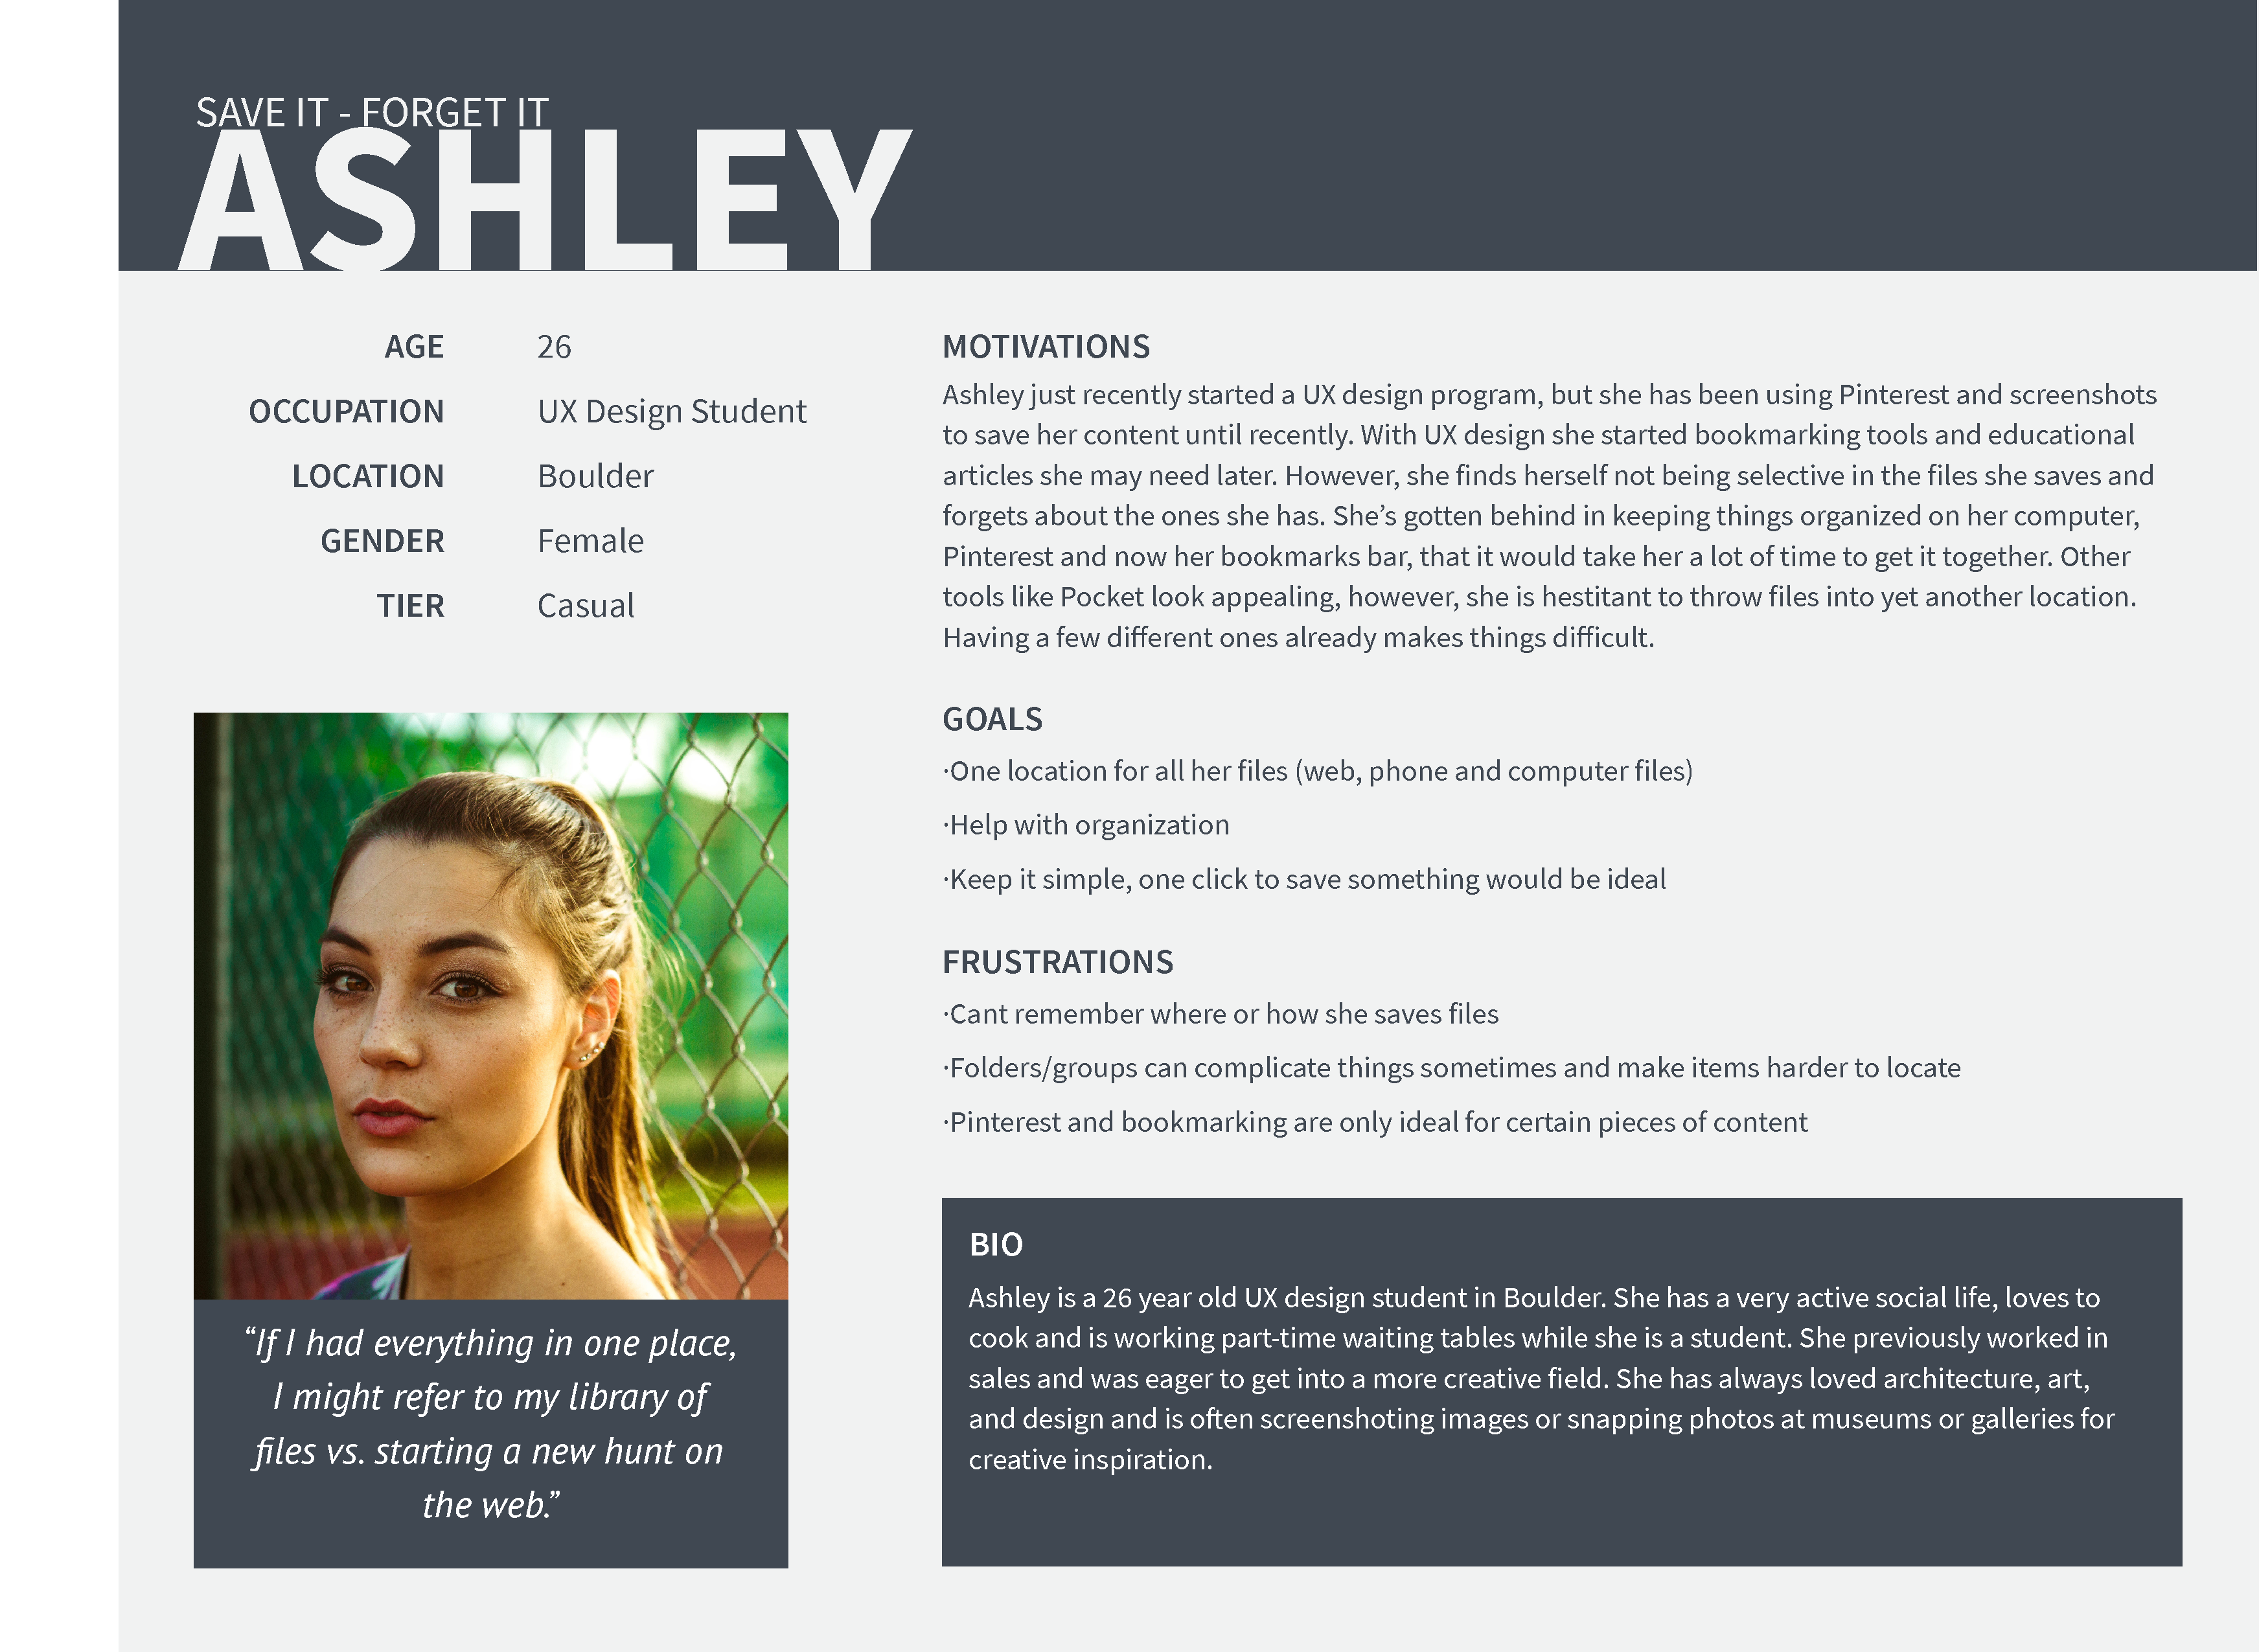 SAVE IT - FORGET IT
ASHLEY
AGE 26
OCCUPATION UX Design Student
LOCATION Boulder
GENDER Female
TIER Casual
“If I had everything in one place,
I might refer to my library of
files vs. starting a new hunt on
the web.”
MOTIVATIONS
Ashley just recently started a UX design program, but she has been using Pinterest and screenshots
to save her content until recently. With UX design she started bookmarking tools and educational
articles she may need later. However, she finds herself not being selective in the files she saves and
forgets about the ones she has. She’s gotten behind in keeping things organized on her computer,
Pinterest and now her bookmarks bar, that it would take her a lot of time to get it together. Other
tools like Pocket look appealing, however, she is hestitant to throw files into yet another location.
Having a few different ones already makes things difficult.
GOALS
·One location for all her files (web, phone and computer files)
·Help with organization
·Keep it simple, one click to save something would be ideal
FRUSTRATIONS
·Cant remember where or how she saves files
·Folders/groups can complicate things sometimes and make items harder to locate
·Pinterest and bookmarking are only ideal for certain pieces of content
BIO
Ashley is a 26 year old UX design student in Boulder. She has a very active social life, loves to
cook and is working part-time waiting tables while she is a student. She previously worked in
sales and was eager to get into a more creative field. She has always loved architecture, art,
and design and is often screenshoting images or snapping photos at museums or galleries for
creative inspiration.